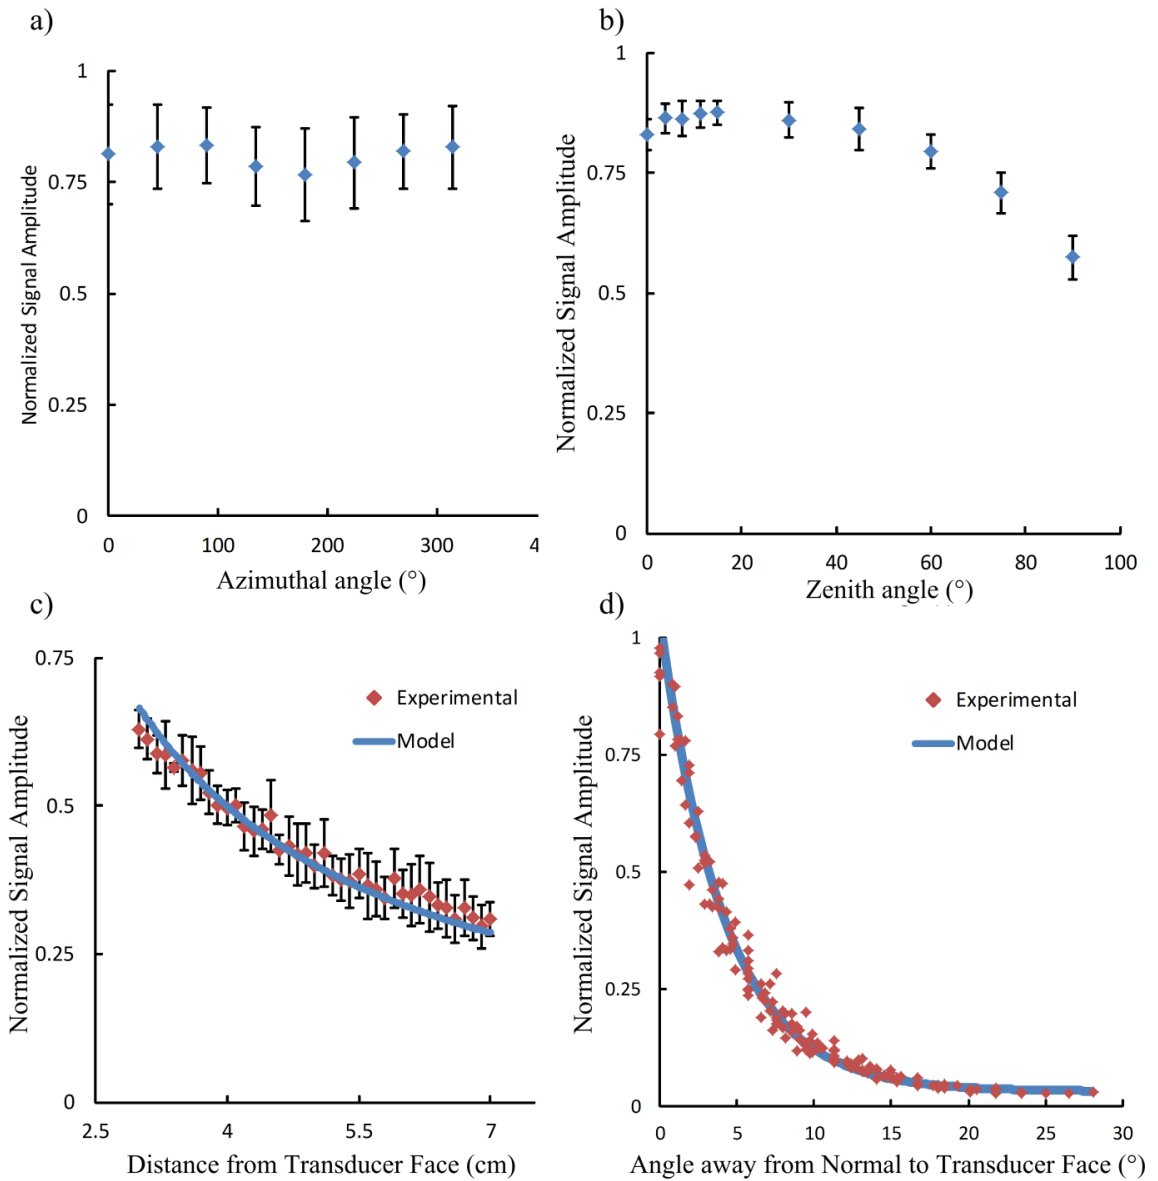 a)
Normalized Signal Amplitude
1
0.75
0.5
0.25
0
0 100 200 300 4
Azimuthal angle (°)
b)
Normalized Signal Amplitude
1
0.75
0.5
0.25
0
0 20 40 60 80 100
Zenith angle (°)
c)
Normalized Signal Amplitude
0.75
0.5
0.25
0
Experimental
Model
2.5 4 5.5 7
Distance from Transducer Face (cm)
d)
Normalized Signal Amplitude
1
0.75
0.5
0.25
0
Experimental
Model
0 5 10 15 20 25 30
Angle away from Normal to Transducer Face (°)